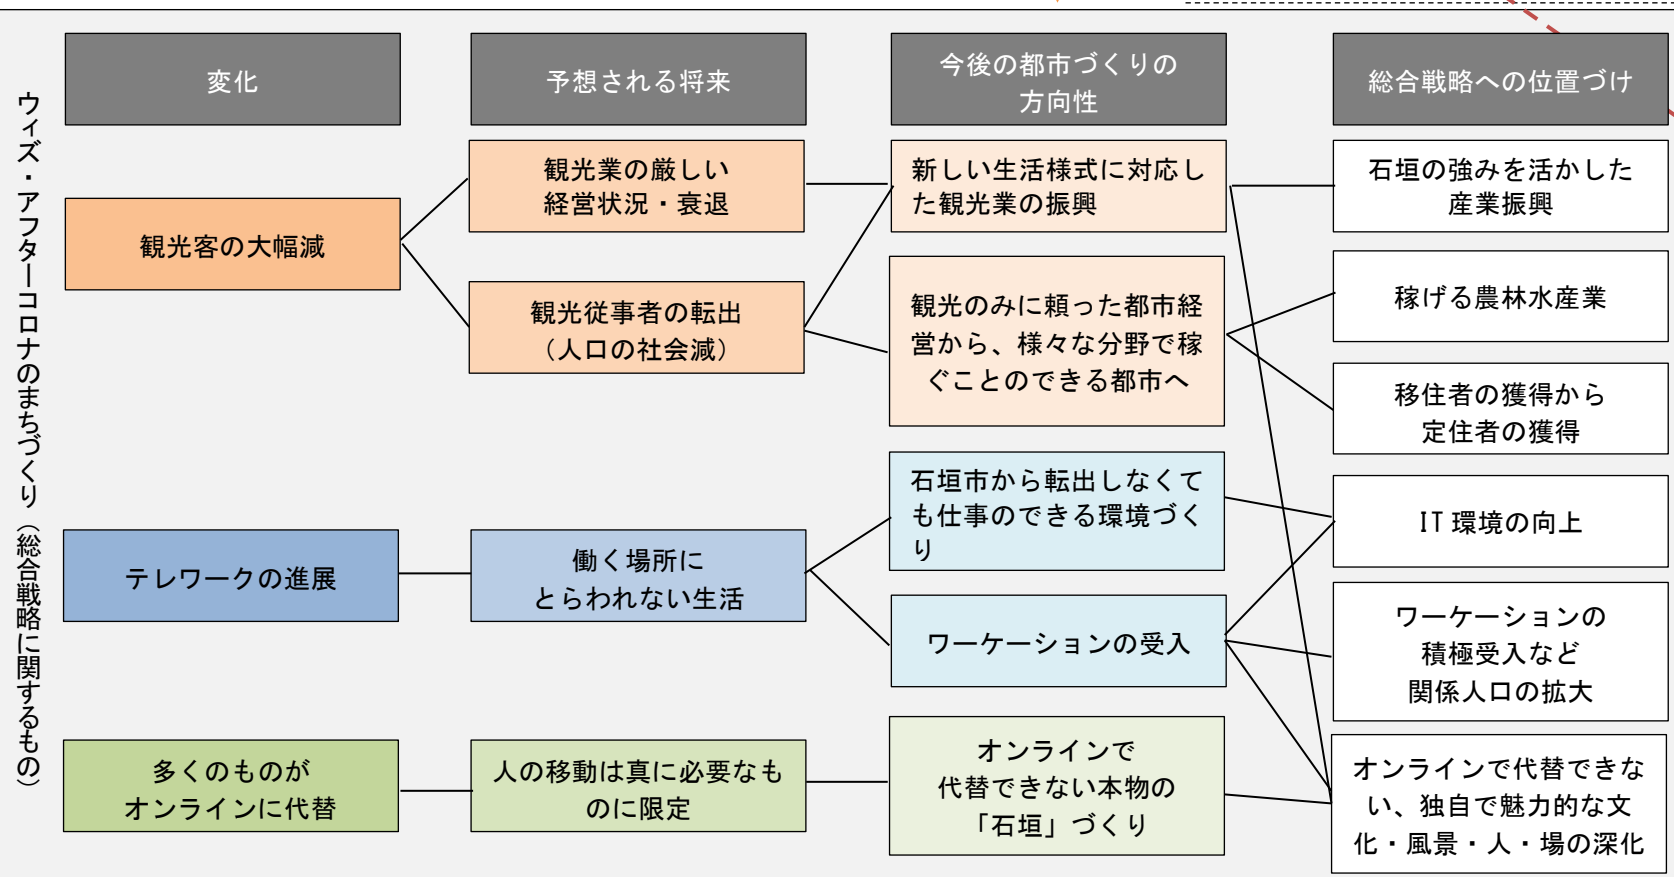 ウィズ・アフターコロナのまちづくり（総合戦略に関するもの）
変化
予想される将来
今後の都市づくりの
方向性
総合戦略への位置づけ
観光客の大幅減
観光業の厳しい
経営状況・衰退
観光従事者の転出
（人口の社会減）
新しい生活様式に対応し
た観光業の振興
観光のみに頼った都市経
営から、様々な分野で稼
ぐことのできる都市へ
石垣の強みを活かした
産業振興
稼げる農林水産業
移住者の獲得から
定住者の獲得
テレワークの進展
働く場所に
とらわれない生活
石垣市から転出しなくて
も仕事のできる環境づく
り
ワーケーションの受入
IT 環境の向上
ワーケーションの
積極受入など
関係人口の拡大
多くのものが
オンラインに代替
人の移動は真に必要なも
のに限定
オンラインで
代替できない本物の
「石垣」づくり
オンラインで代替できな
い、独自で魅力的な文
化・風景・人・場の深化